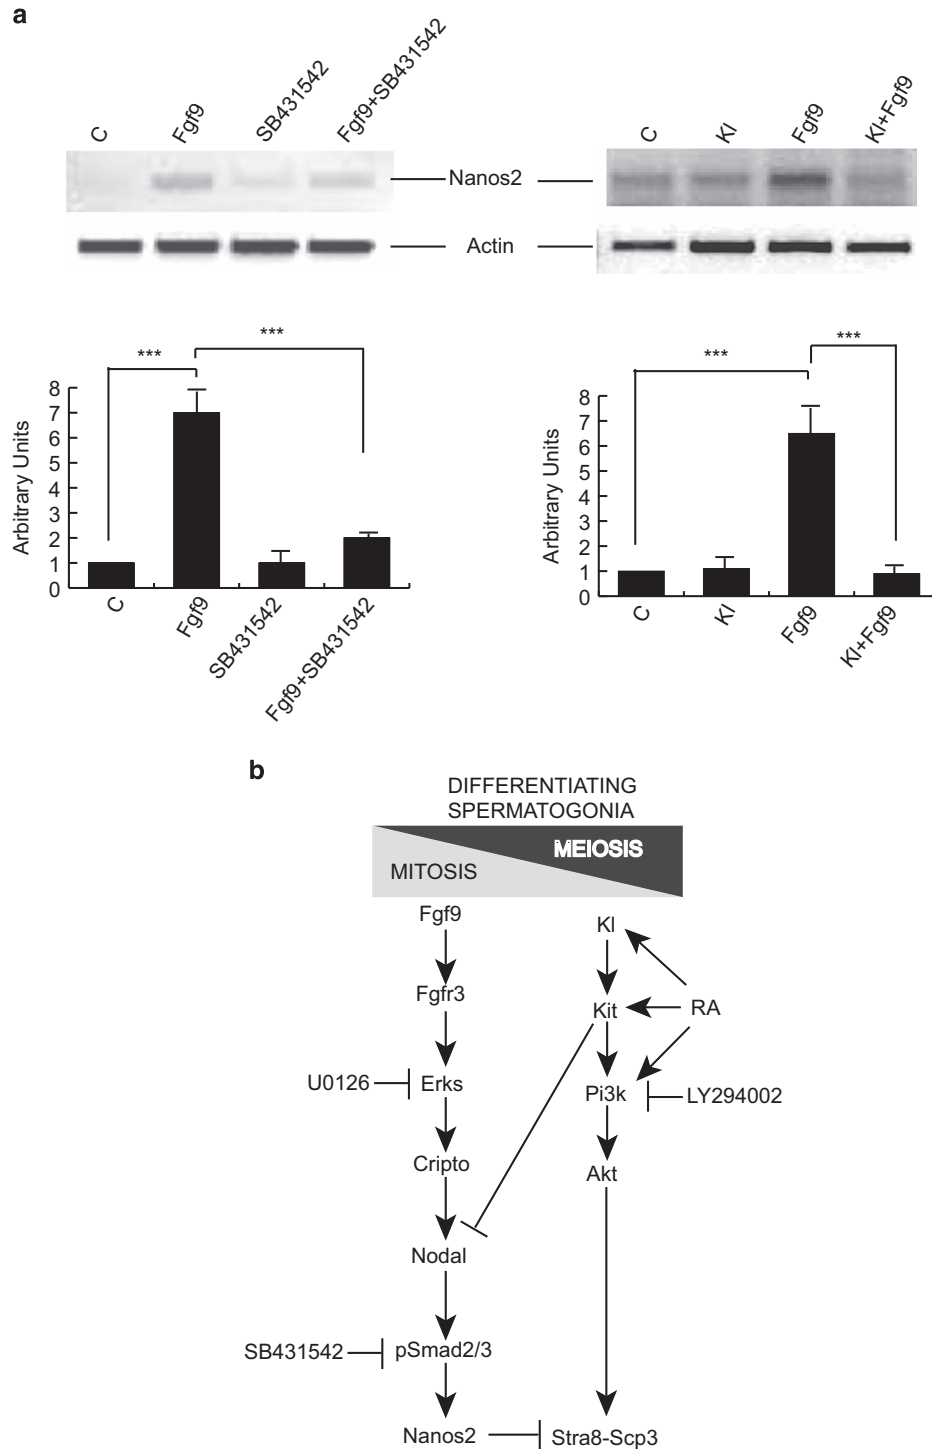 a
C
Fgf9
SB431542
Fgf9+SB431542
C
Kl
Fgf9
Kl+Fgf9
Nanos2
Actin
***
***
Arbitrary Units
8
7
6
5
4
3
2
1
0
C
Fgf9
SB431542
Fgf9+SB431542
***
***
Arbitrary Units
8
7
6
5
4
3
2
1
0
C
Kl
Fgf9
Kl+Fgf9
b
DIFFERENTIATING
SPERMATOGONIA
MEIOSIS
MITOSIS
Fgf9
Kl
Fgfr3
Kit
RA
U0126
Erks
Pi3k
LY294002
Cripto
Akt
Nodal
SB431542
pSmad2/3
Nanos2
Stra8-Scp3